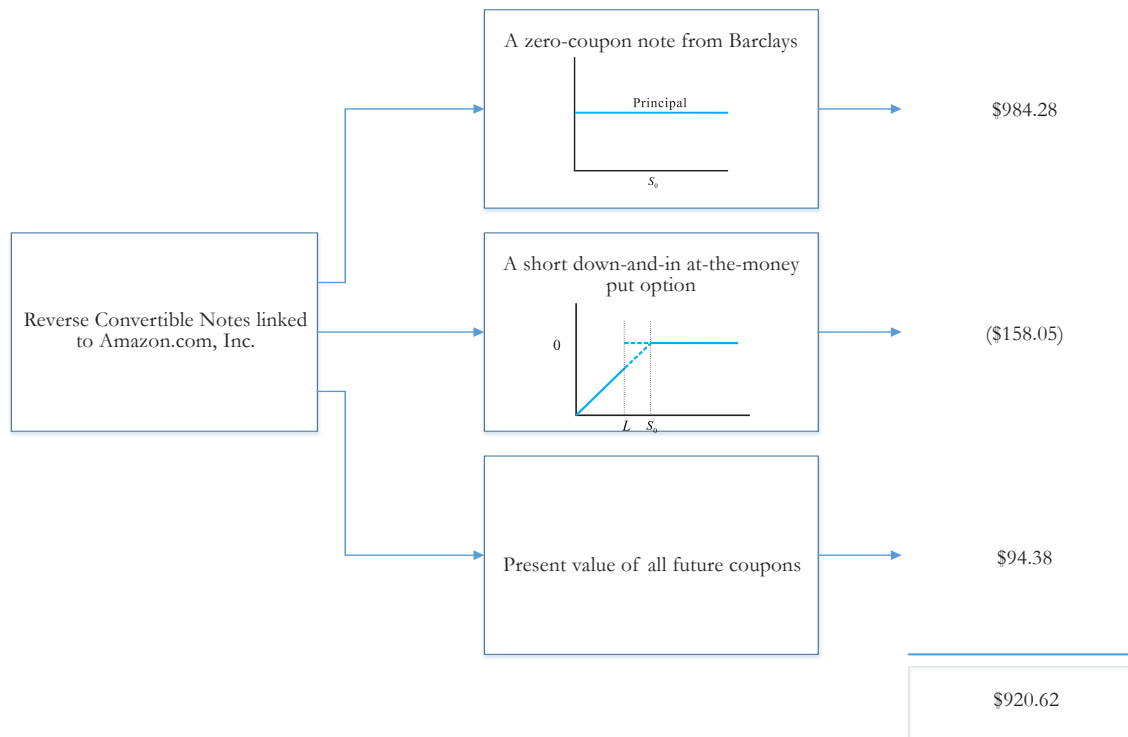 A zero-coupon note from Barclays
Principal
S₀
$984.28
Reverse Convertible Notes linked
to Amazon.com, Inc.
A short down-and-in at-the-money
put option
0
L S₀
($158.05)
Present value of all future coupons
$94.38
$920.62